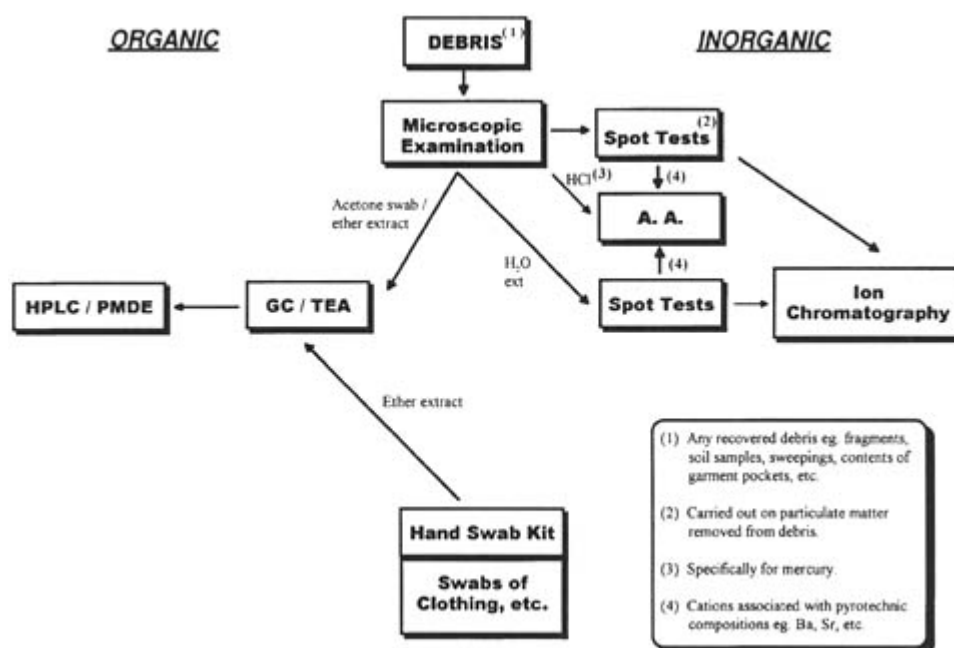 ORGANIC
DEBRIS(1)
INORGANIC
Microscopic
Examination
Spot Tests(2)
HCl(3)
(4)
A. A.
Acetone swab /
ether extract
H₂O
ext
(4)
HPLC / PMDE
GC / TEA
Spot Tests
Ion
Chromatography
Ether extract
Hand Swab Kit
Swabs of
Clothing, etc.
(1) Any recovered debris eg. fragments,
soil samples, sweepings, contents of
garment pockets, etc.
(2) Carried out on particulate matter
removed from debris.
(3) Specifically for mercury.
(4) Cations associated with pyrotechnic
compositions eg. Ba, Sr, etc.